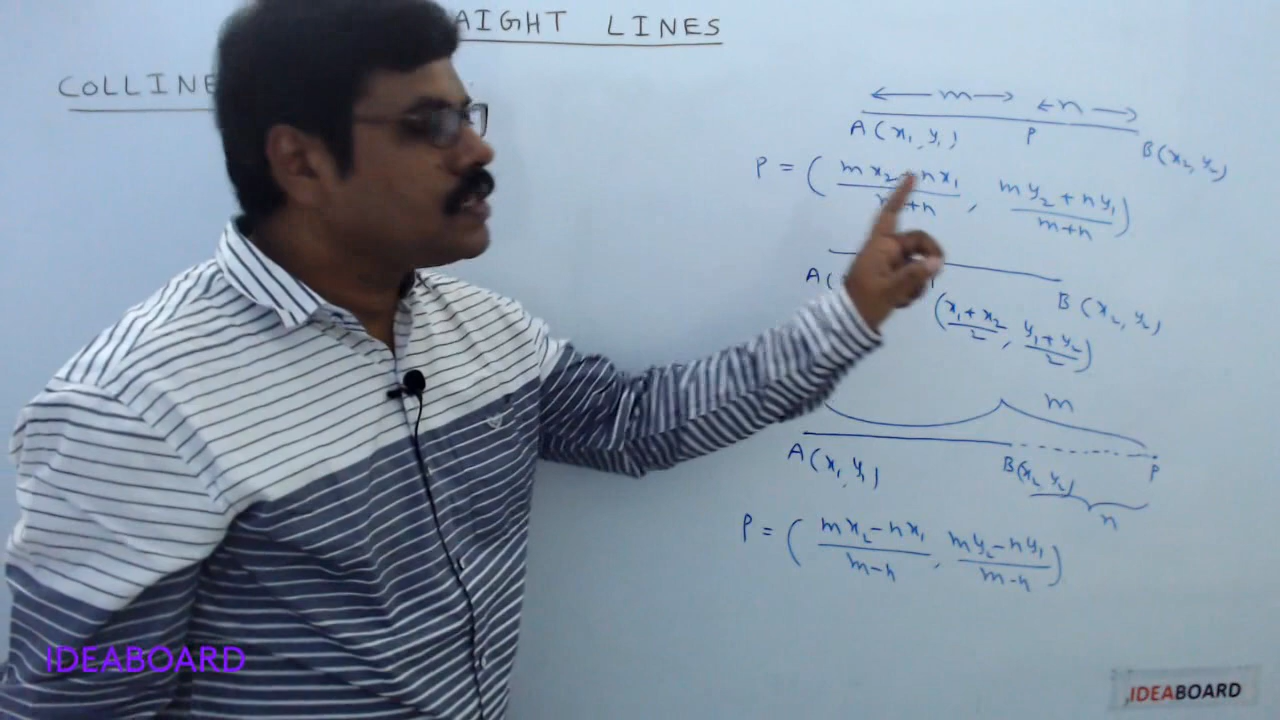 AIGHT LINES
COLLINE
m n
A(x₁, y₁) P B(x₂, y₂)
P = ( mx₂ + nx₁ / m+n , my₂ + ny₁ / m+n )
A( B(x₂, y₂)
( x₁ + x₂ / 2 , y₁ + y₂ / 2 )
m
A(x₁, y₁) B(x₂, y₂) P
n
P = ( mx₂ - nx₁ / m-n , my₂ - ny₁ / m-n )
IDEABOARD
IDEABOARD